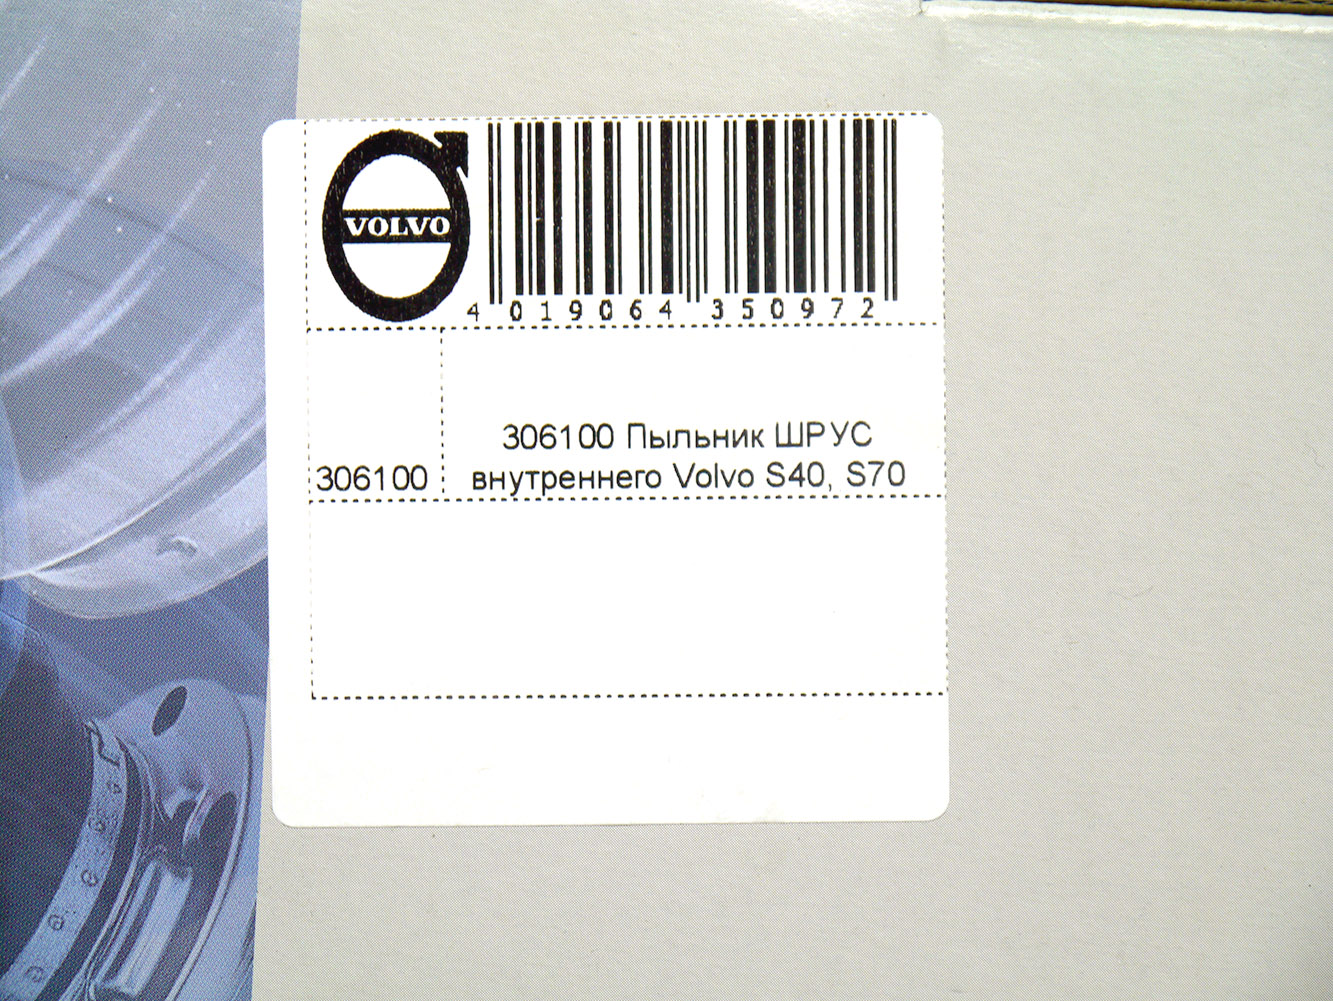 VOLVO
4 019064 350972
306100
306100 Пыльник ШРУС
внутреннего Volvo S40, S70